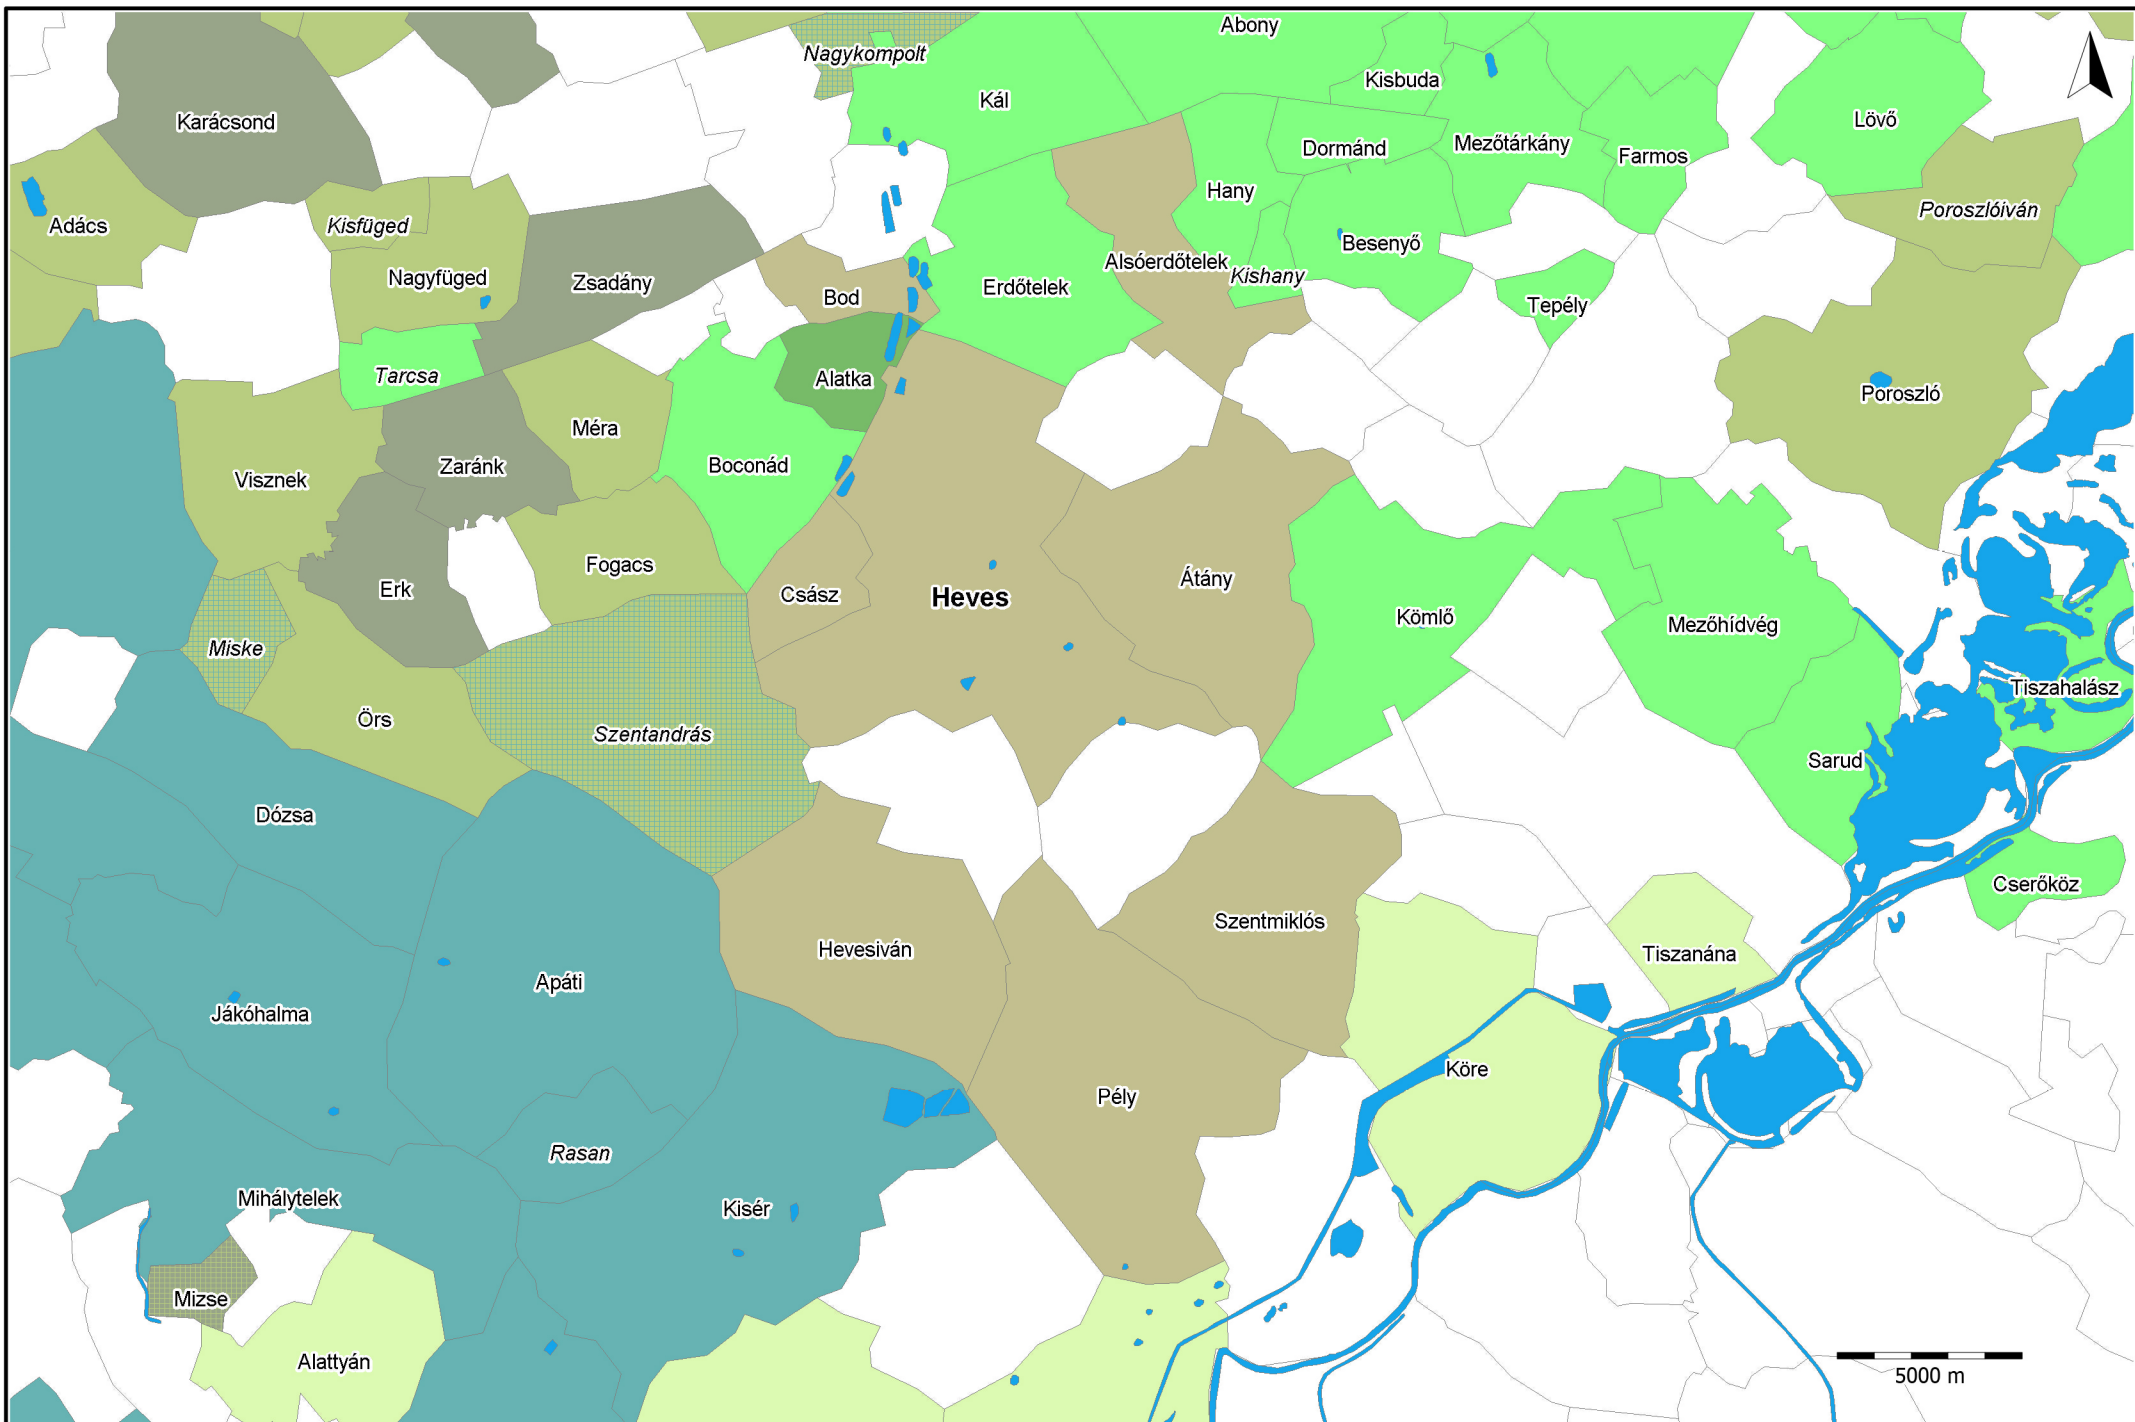 Abony
Nagykompolt
Kisbuda
Kál
Karácsond
Lövő
Dormánd
Mezőtárkány
Farmos
Hany
Poroszlóiván
Adács
Kisfüged
Besenyő
Alsóerdőtelek
Kishany
Nagyfüged
Zsadány
Bod
Erdőtelek
Tepély
Tarcsa
Alatka
Poroszló
Méra
Visznek
Zaránk
Boconád
Fogacs
Erk
Csász
Heves
Átány
Kömlő
Mezőhídvég
Miske
Tiszahalász
Örs
Szentandrás
Sarud
Dózsa
Cserőköz
Szentmiklós
Hevesiván
Tiszanána
Apáti
Jákóhalma
Köre
Pély
Rasan
Mihálytelek
Kisér
Mizse
Alattyán
5000 m